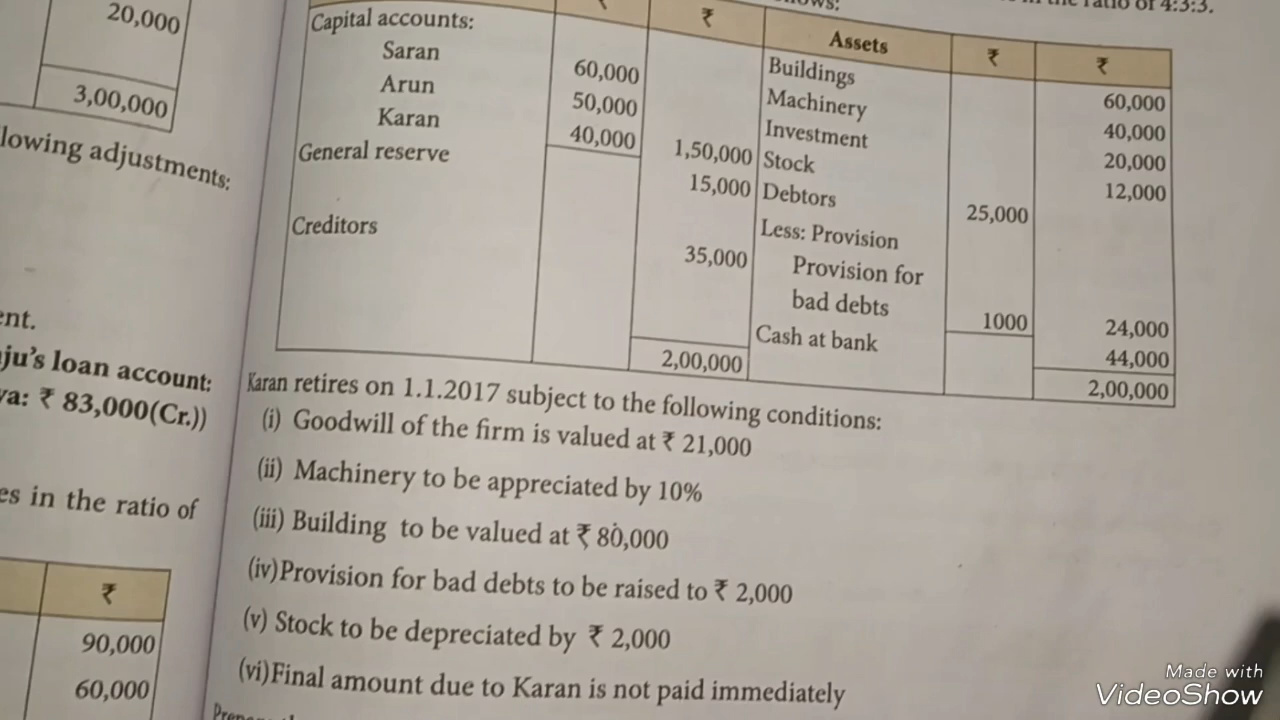 20,000
3,00,000
lowing adjustments:
ent.
ju's loan account:
va: ₹ 83,000(Cr.))
es in the ratio of
₹
90,000
60,000
ratio of 4:3:3.
₹ Assets ₹ ₹
Capital accounts:
Saran 60,000 Buildings 60,000
Arun 50,000 Machinery 40,000
Karan 40,000 1,50,000 Investment 20,000
General reserve 15,000 Stock 12,000
Debtors 25,000
Creditors 35,000 Less: Provision
Provision for
bad debts 1000 24,000
Cash at bank 44,000
2,00,000 2,00,000
Karan retires on 1.1.2017 subject to the following conditions:
(i) Goodwill of the firm is valued at ₹ 21,000
(ii) Machinery to be appreciated by 10%
(iii) Building to be valued at ₹ 80,000
(iv)Provision for bad debts to be raised to ₹ 2,000
(v) Stock to be depreciated by ₹ 2,000
(vi)Final amount due to Karan is not paid immediately
Made with
VideoShow